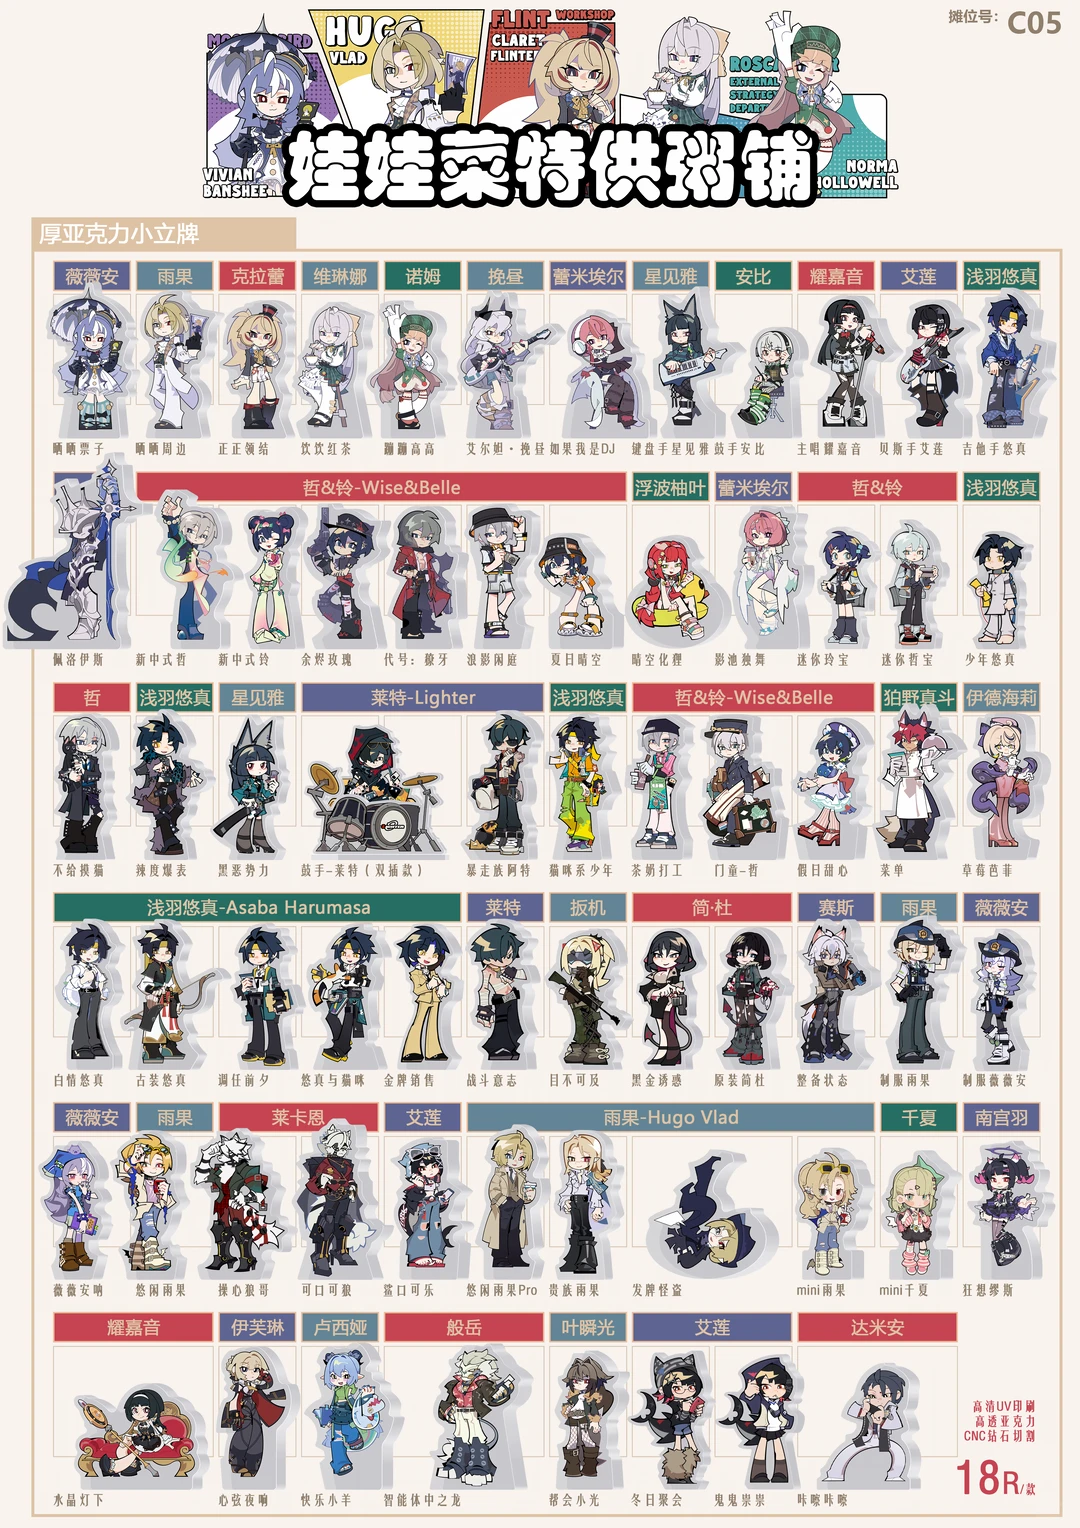 摊位号：C05
MOCKINGBIRD
HUGO
VLAD
FLINT WORKSHOP
CLARET
FLINTE
EXTERNAL
STRATEGY
DEPART
VIVIAN
BANSHEE
NORMA
HOLLOWELL
娃娃菜特供粥铺
厚亚克力小立牌
薇薇安 雨果 克拉蕾 维琳娜 诺姆 挽昼 蕾米埃尔 星见雅 安比 耀嘉音 艾莲 浅羽悠真
晒晒票子 晒晒周边 正正领结 饮饮红茶 蹦蹦高高 艾尔妲·挽昼 如果我是DJ 键盘手星见雅 鼓手安比 主唱耀嘉音 贝斯手艾莲 吉他手悠真
哲&铃-Wise&Belle 浮波柚叶 蕾米埃尔 哲&铃 浅羽悠真
佩洛伊斯 新中式哲 新中式铃 余烬玫瑰 代号：獠牙 浪影闲庭 夏日晴空 晴空化狸 影池独舞 迷你玲宝 迷你哲宝 少年悠真
哲 浅羽悠真 星见雅 莱特-Lighter 浅羽悠真 哲&铃-Wise&Belle 狛野真斗 伊德海莉
不给摸猫 辣度爆表 黑恶势力 鼓手-莱特（双插款） 暴走族阿特 猫咪系少年 茶奶打工 门童-哲 假日甜心 菜单 草莓芭菲
浅羽悠真-Asaba Harumasa 莱特 扳机 简·杜 赛斯 雨果 薇薇安
白情悠真 古装悠真 调任前夕 悠真与猫咪 金牌销售 战斗意志 目不可及 黑金诱惑 原装简杜 整备状态 制服雨果 制服薇薇安
薇薇安 雨果 莱卡恩 艾莲 雨果-Hugo Vlad 千夏 南宫羽
薇薇安呐 悠闲雨果 操心狼哥 可口可狼 鲨口可乐 悠闲雨果Pro 贵族雨果 发牌怪盗 mini雨果 mini千夏 狂想缪斯
耀嘉音 伊芙琳 卢西娅 般岳 叶瞬光 艾莲 达米安
水晶灯下 心弦夜响 快乐小羊 智能体中之龙 帮会小光 冬日聚会 鬼鬼祟祟 咔嚓咔嚓
高清UV印刷
高透亚克力
CNC钻石切割
18R/款